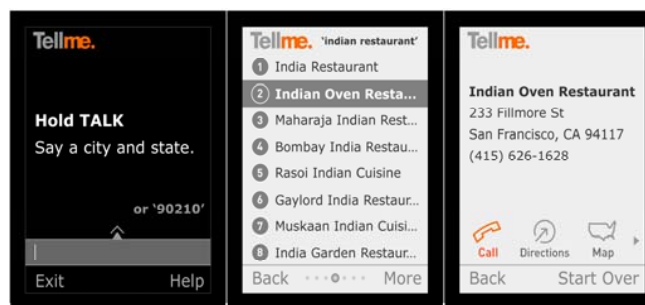 Tellme.
Hold TALK
Say a city and state.
or '90210'
Exit Help
Tellme. 'indian restaurant'
1 India Restaurant
2 Indian Oven Resta...
3 Maharaja Indian Rest...
4 Bombay India Restau...
5 Rasoi Indian Cuisine
6 Gaylord India Restaur...
7 Muskaan Indian Cuisi...
8 India Garden Restaur...
Back More
Tellme.
Indian Oven Restaurant
233 Fillmore St
San Francisco, CA 94117
(415) 626-1628
Call Directions Map
Back Start Over